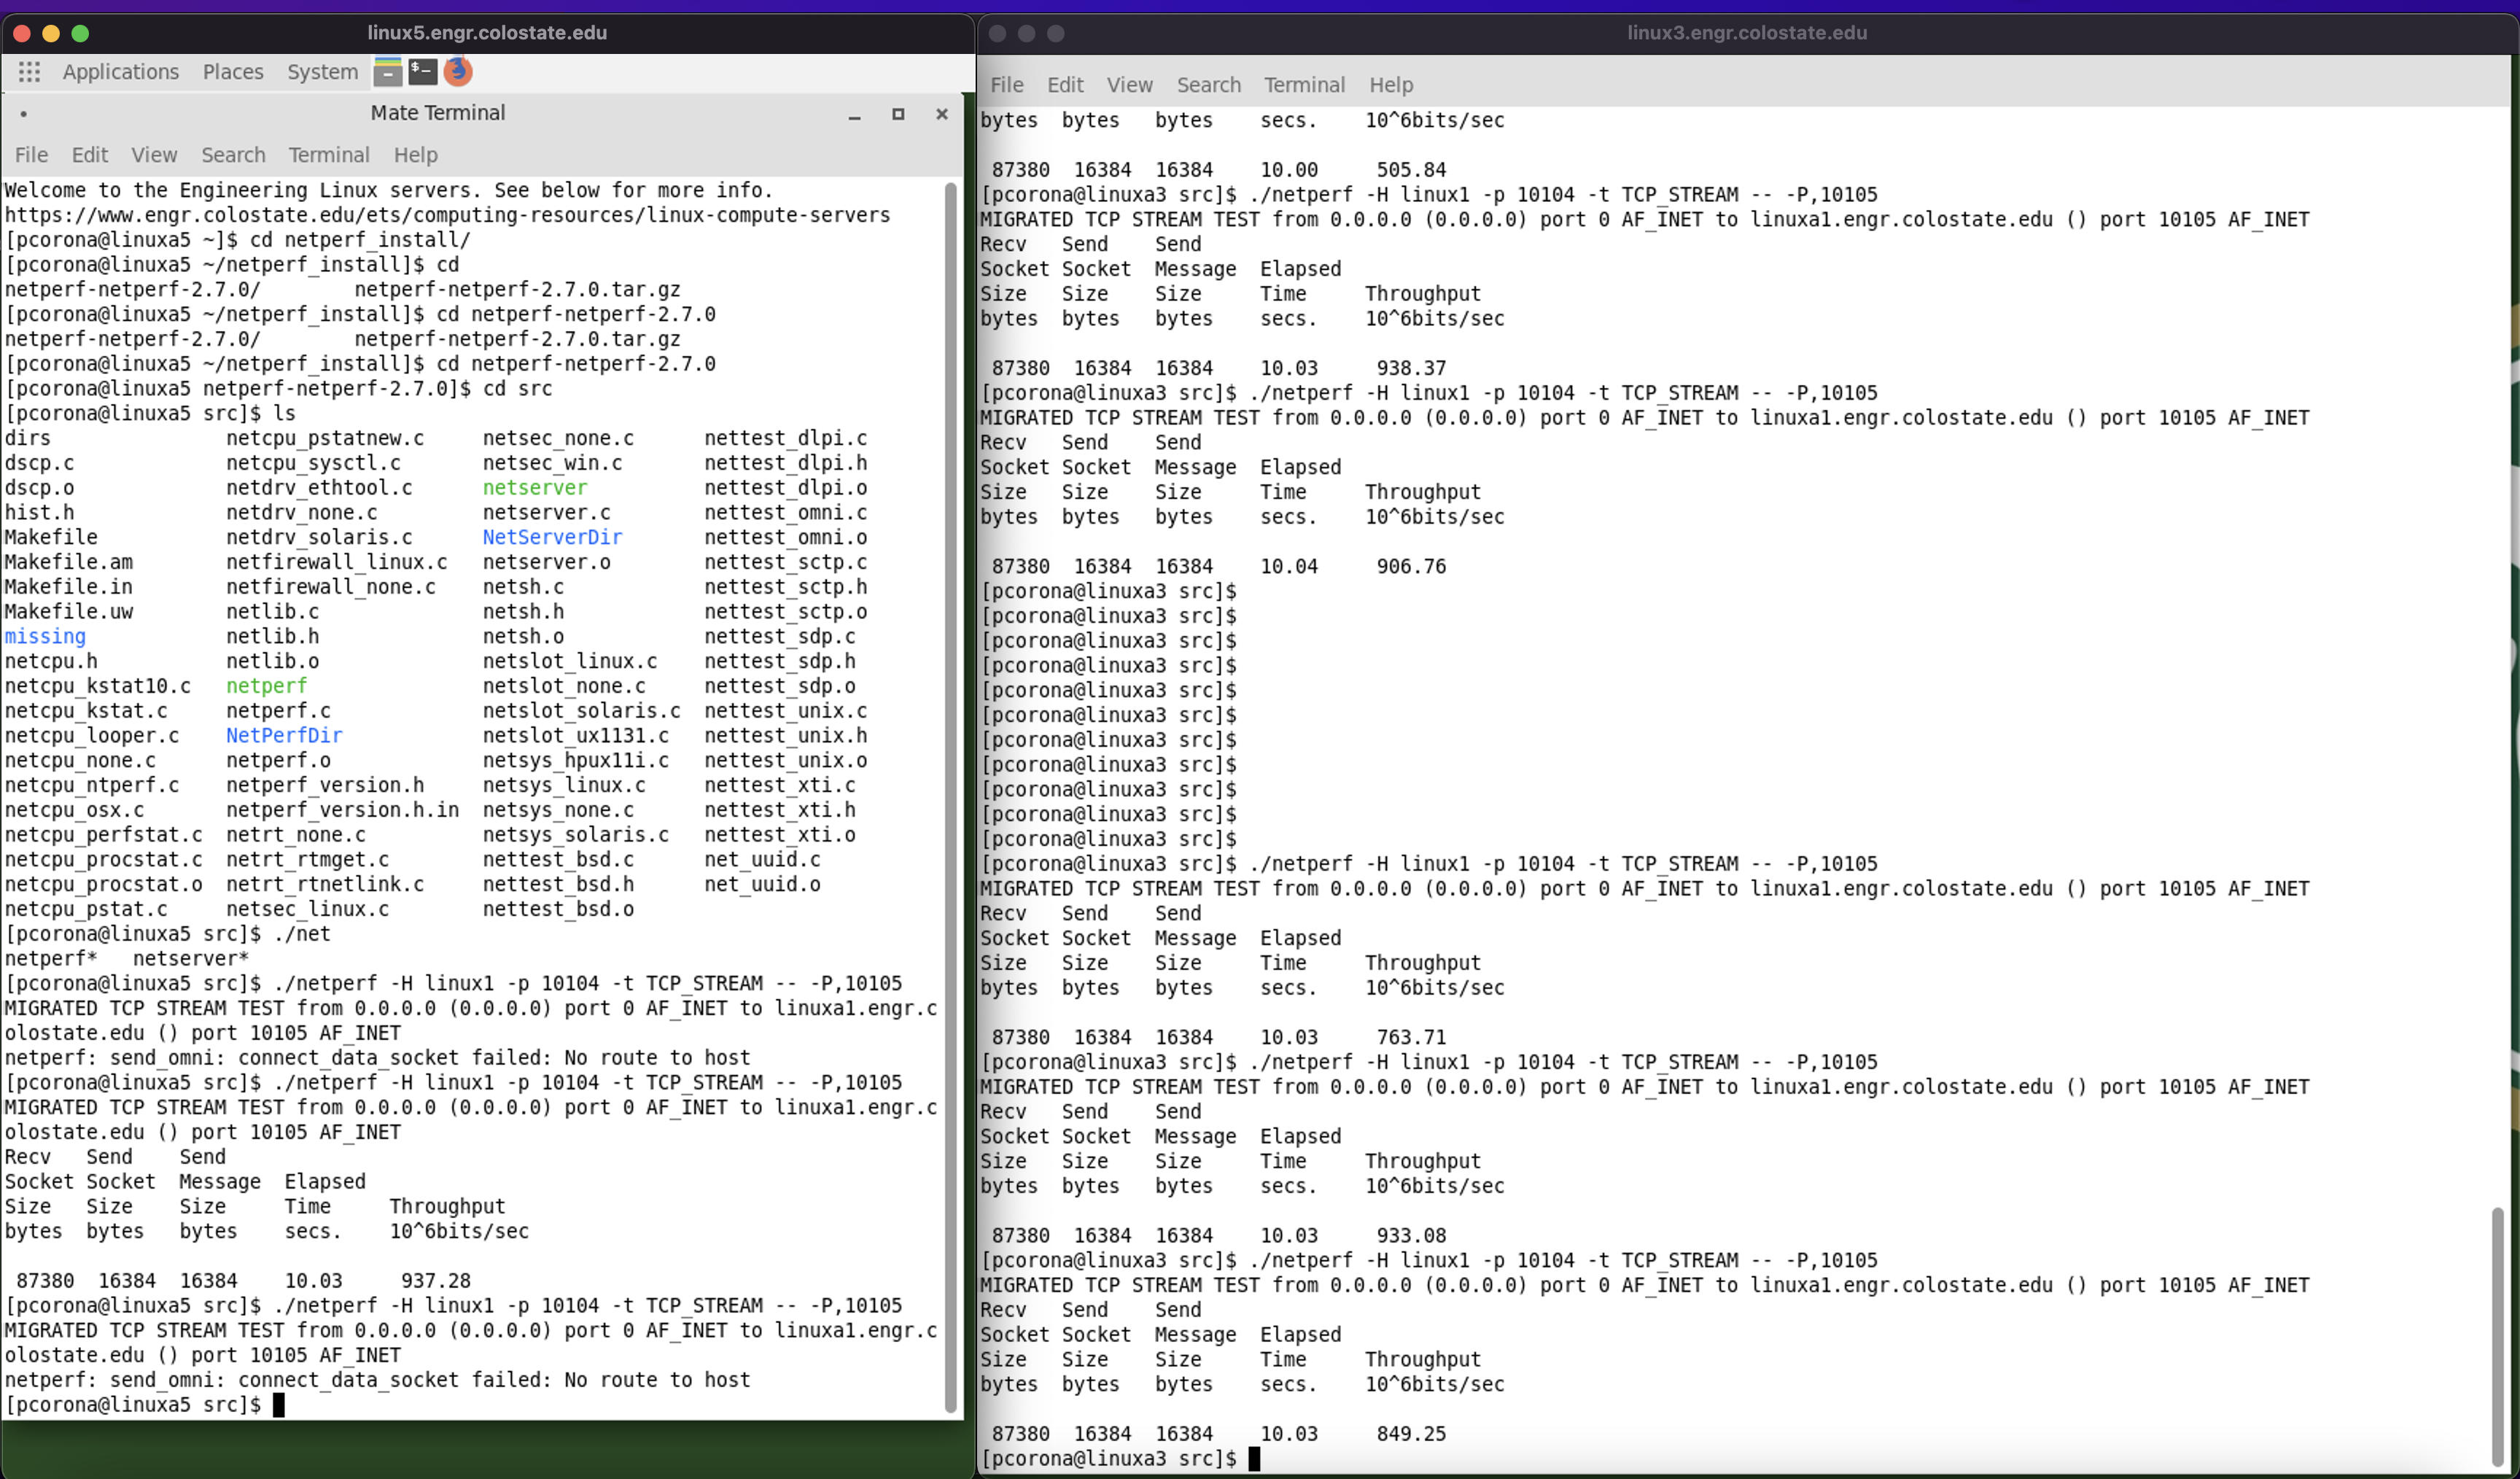 linux5.engr.colostate.edu
Applications Places System
Mate Terminal
File Edit View Search Terminal Help
Welcome to the Engineering Linux servers. See below for more info.
https://www.engr.colostate.edu/ets/computing-resources/linux-compute-servers
[pcorona@linuxa5 ~]$ cd netperf_install/
[pcorona@linuxa5 ~/netperf_install]$ cd
netperf-netperf-2.7.0/        netperf-netperf-2.7.0.tar.gz
[pcorona@linuxa5 ~/netperf_install]$ cd netperf-netperf-2.7.0
netperf-netperf-2.7.0/        netperf-netperf-2.7.0.tar.gz
[pcorona@linuxa5 ~/netperf_install]$ cd netperf-netperf-2.7.0
[pcorona@linuxa5 netperf-netperf-2.7.0]$ cd src
[pcorona@linuxa5 src]$ ls
dirs               netcpu_pstatnew.c     netsec_none.c      nettest_dlpi.c
dscp.c             netcpu_sysctl.c       netsec_win.c       nettest_dlpi.h
dscp.o             netdrv_ethtool.c      netserver          nettest_dlpi.o
hist.h             netdrv_none.c         netserver.c        nettest_omni.c
Makefile           netdrv_solaris.c      NetServerDir       nettest_omni.o
Makefile.am        netfirewall_linux.c   netserver.o        nettest_sctp.c
Makefile.in        netfirewall_none.c    netsh.c            nettest_sctp.h
Makefile.uw        netlib.c              netsh.h            nettest_sctp.o
missing            netlib.h              netsh.o            nettest_sdp.c
netcpu.h           netlib.o              netslot_linux.c    nettest_sdp.h
netcpu_kstat10.c   netperf               netslot_none.c     nettest_sdp.o
netcpu_kstat.c     netperf.c             netslot_solaris.c  nettest_unix.c
netcpu_looper.c    NetPerfDir            netslot_ux1131.c   nettest_unix.h
netcpu_none.c      netperf.o             netsys_hpux11i.c   nettest_unix.o
netcpu_ntperf.c    netperf_version.h     netsys_linux.c     nettest_xti.c
netcpu_osx.c       netperf_version.h.in  netsys_none.c      nettest_xti.h
netcpu_perfstat.c  netrt_none.c          netsys_solaris.c   nettest_xti.o
netcpu_procstat.c  netrt_rtmget.c        nettest_bsd.c      net_uuid.c
netcpu_procstat.o  netrt_rtnetlink.c     nettest_bsd.h      net_uuid.o
netcpu_pstat.c     netsec_linux.c        nettest_bsd.o
[pcorona@linuxa5 src]$ ./net
netperf*   netserver*
[pcorona@linuxa5 src]$ ./netperf -H linux1 -p 10104 -t TCP_STREAM -- -P,10105
MIGRATED TCP STREAM TEST from 0.0.0.0 (0.0.0.0) port 0 AF_INET to linuxa1.engr.c
olostate.edu () port 10105 AF_INET
netperf: send_omni: connect_data_socket failed: No route to host
[pcorona@linuxa5 src]$ ./netperf -H linux1 -p 10104 -t TCP_STREAM -- -P,10105
MIGRATED TCP STREAM TEST from 0.0.0.0 (0.0.0.0) port 0 AF_INET to linuxa1.engr.c
olostate.edu () port 10105 AF_INET
Recv   Send    Send
Socket Socket  Message  Elapsed
Size   Size    Size     Time     Throughput
bytes  bytes   bytes    secs.    10^6bits/sec
87380  16384  16384    10.03     937.28
[pcorona@linuxa5 src]$ ./netperf -H linux1 -p 10104 -t TCP_STREAM -- -P,10105
MIGRATED TCP STREAM TEST from 0.0.0.0 (0.0.0.0) port 0 AF_INET to linuxa1.engr.c
olostate.edu () port 10105 AF_INET
netperf: send_omni: connect_data_socket failed: No route to host
[pcorona@linuxa5 src]$
linux3.engr.colostate.edu
File Edit View Search Terminal Help
bytes  bytes   bytes    secs.    10^6bits/sec
87380  16384  16384    10.00     505.84
[pcorona@linuxa3 src]$ ./netperf -H linux1 -p 10104 -t TCP_STREAM -- -P,10105
MIGRATED TCP STREAM TEST from 0.0.0.0 (0.0.0.0) port 0 AF_INET to linuxa1.engr.colostate.edu () port 10105 AF_INET
Recv   Send    Send
Socket Socket  Message  Elapsed
Size   Size    Size     Time     Throughput
bytes  bytes   bytes    secs.    10^6bits/sec
87380  16384  16384    10.03     938.37
[pcorona@linuxa3 src]$ ./netperf -H linux1 -p 10104 -t TCP_STREAM -- -P,10105
MIGRATED TCP STREAM TEST from 0.0.0.0 (0.0.0.0) port 0 AF_INET to linuxa1.engr.colostate.edu () port 10105 AF_INET
Recv   Send    Send
Socket Socket  Message  Elapsed
Size   Size    Size     Time     Throughput
bytes  bytes   bytes    secs.    10^6bits/sec
87380  16384  16384    10.04     906.76
[pcorona@linuxa3 src]$
[pcorona@linuxa3 src]$
[pcorona@linuxa3 src]$
[pcorona@linuxa3 src]$
[pcorona@linuxa3 src]$
[pcorona@linuxa3 src]$
[pcorona@linuxa3 src]$
[pcorona@linuxa3 src]$
[pcorona@linuxa3 src]$
[pcorona@linuxa3 src]$
[pcorona@linuxa3 src]$
[pcorona@linuxa3 src]$ ./netperf -H linux1 -p 10104 -t TCP_STREAM -- -P,10105
MIGRATED TCP STREAM TEST from 0.0.0.0 (0.0.0.0) port 0 AF_INET to linuxa1.engr.colostate.edu () port 10105 AF_INET
Recv   Send    Send
Socket Socket  Message  Elapsed
Size   Size    Size     Time     Throughput
bytes  bytes   bytes    secs.    10^6bits/sec
87380  16384  16384    10.03     763.71
[pcorona@linuxa3 src]$ ./netperf -H linux1 -p 10104 -t TCP_STREAM -- -P,10105
MIGRATED TCP STREAM TEST from 0.0.0.0 (0.0.0.0) port 0 AF_INET to linuxa1.engr.colostate.edu () port 10105 AF_INET
Recv   Send    Send
Socket Socket  Message  Elapsed
Size   Size    Size     Time     Throughput
bytes  bytes   bytes    secs.    10^6bits/sec
87380  16384  16384    10.03     933.08
[pcorona@linuxa3 src]$ ./netperf -H linux1 -p 10104 -t TCP_STREAM -- -P,10105
MIGRATED TCP STREAM TEST from 0.0.0.0 (0.0.0.0) port 0 AF_INET to linuxa1.engr.colostate.edu () port 10105 AF_INET
Recv   Send    Send
Socket Socket  Message  Elapsed
Size   Size    Size     Time     Throughput
bytes  bytes   bytes    secs.    10^6bits/sec
87380  16384  16384    10.03     849.25
[pcorona@linuxa3 src]$